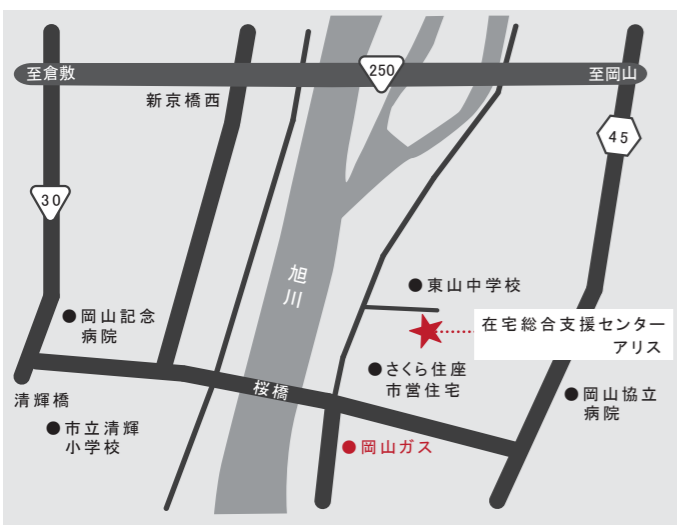 至倉敷
250
至岡山
新京橋西
45
30
旭川
東山中学校
岡山記念
病院
在宅総合支援センター
アリス
さくら住座
市営住宅
桜橋
清輝橋
岡山協立
病院
市立清輝
小学校
岡山ガス